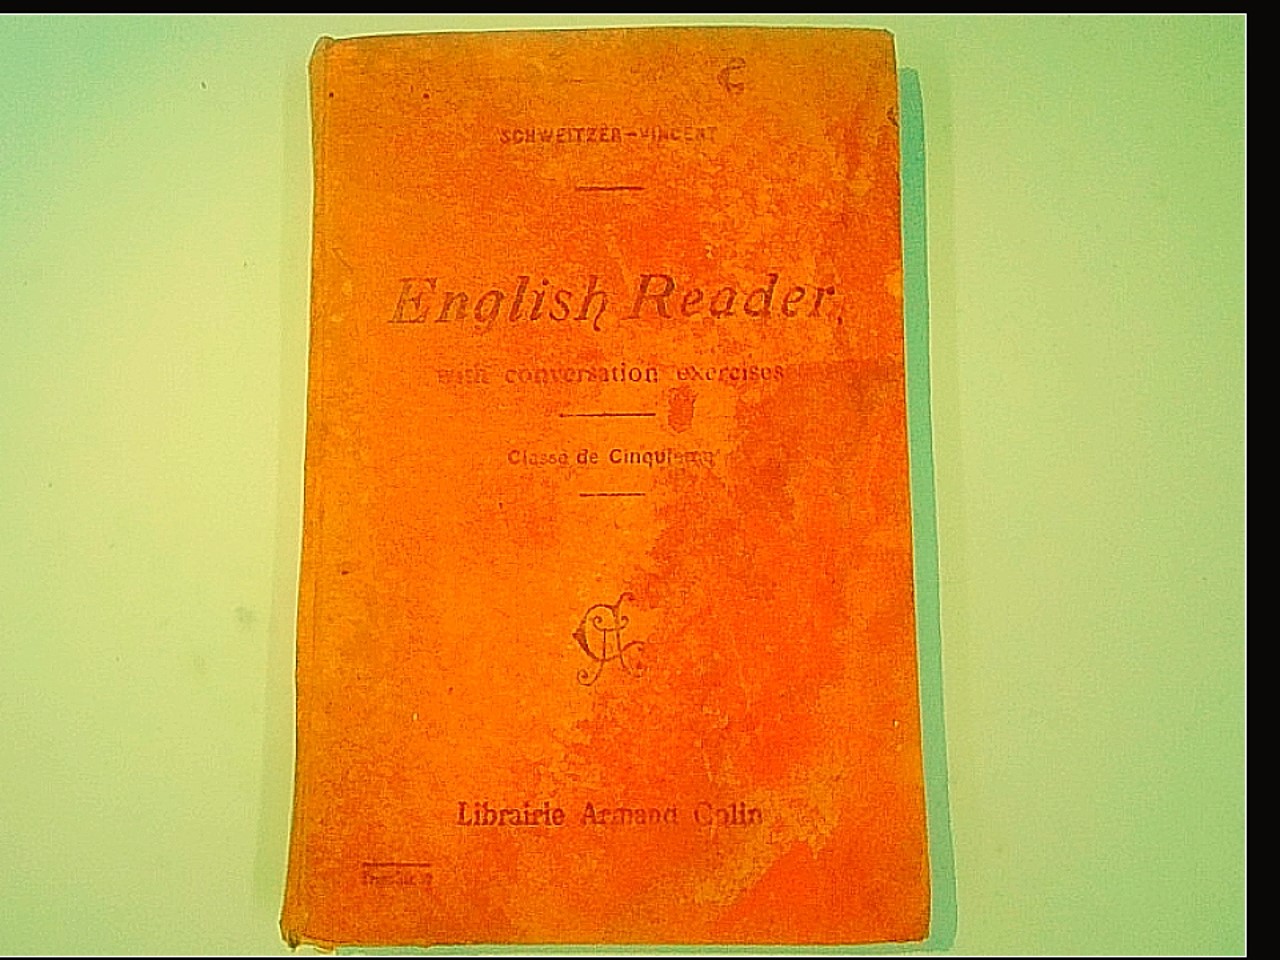 SCHWEITZER-VINCENT
English Reader
with conversation exercises
Classe de Cinquième
Librairie Armand Colin